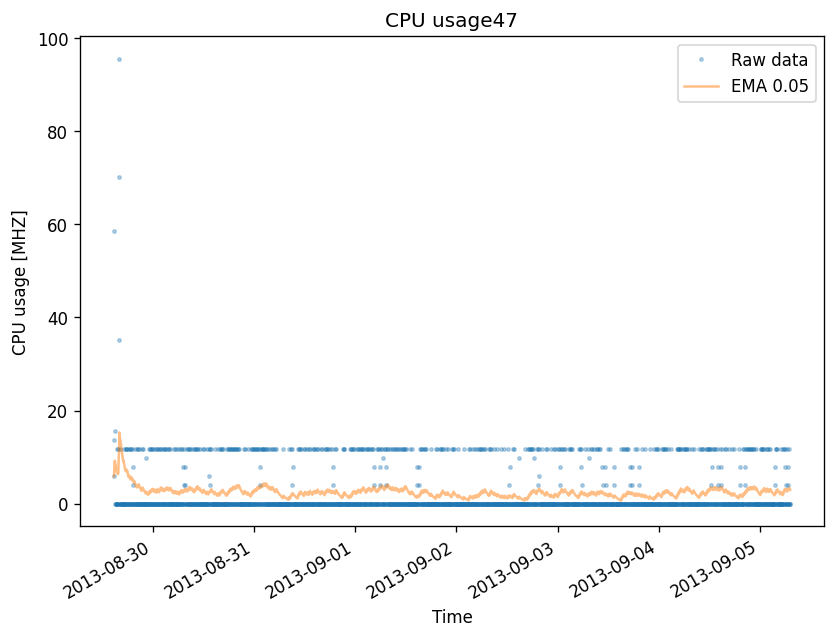 CPU usage47
Raw data
EMA 0.05
CPU usage [MHZ]
100
80
60
40
20
0
2013-08-30
2013-08-31
2013-09-01
2013-09-02
2013-09-03
2013-09-04
2013-09-05
Time